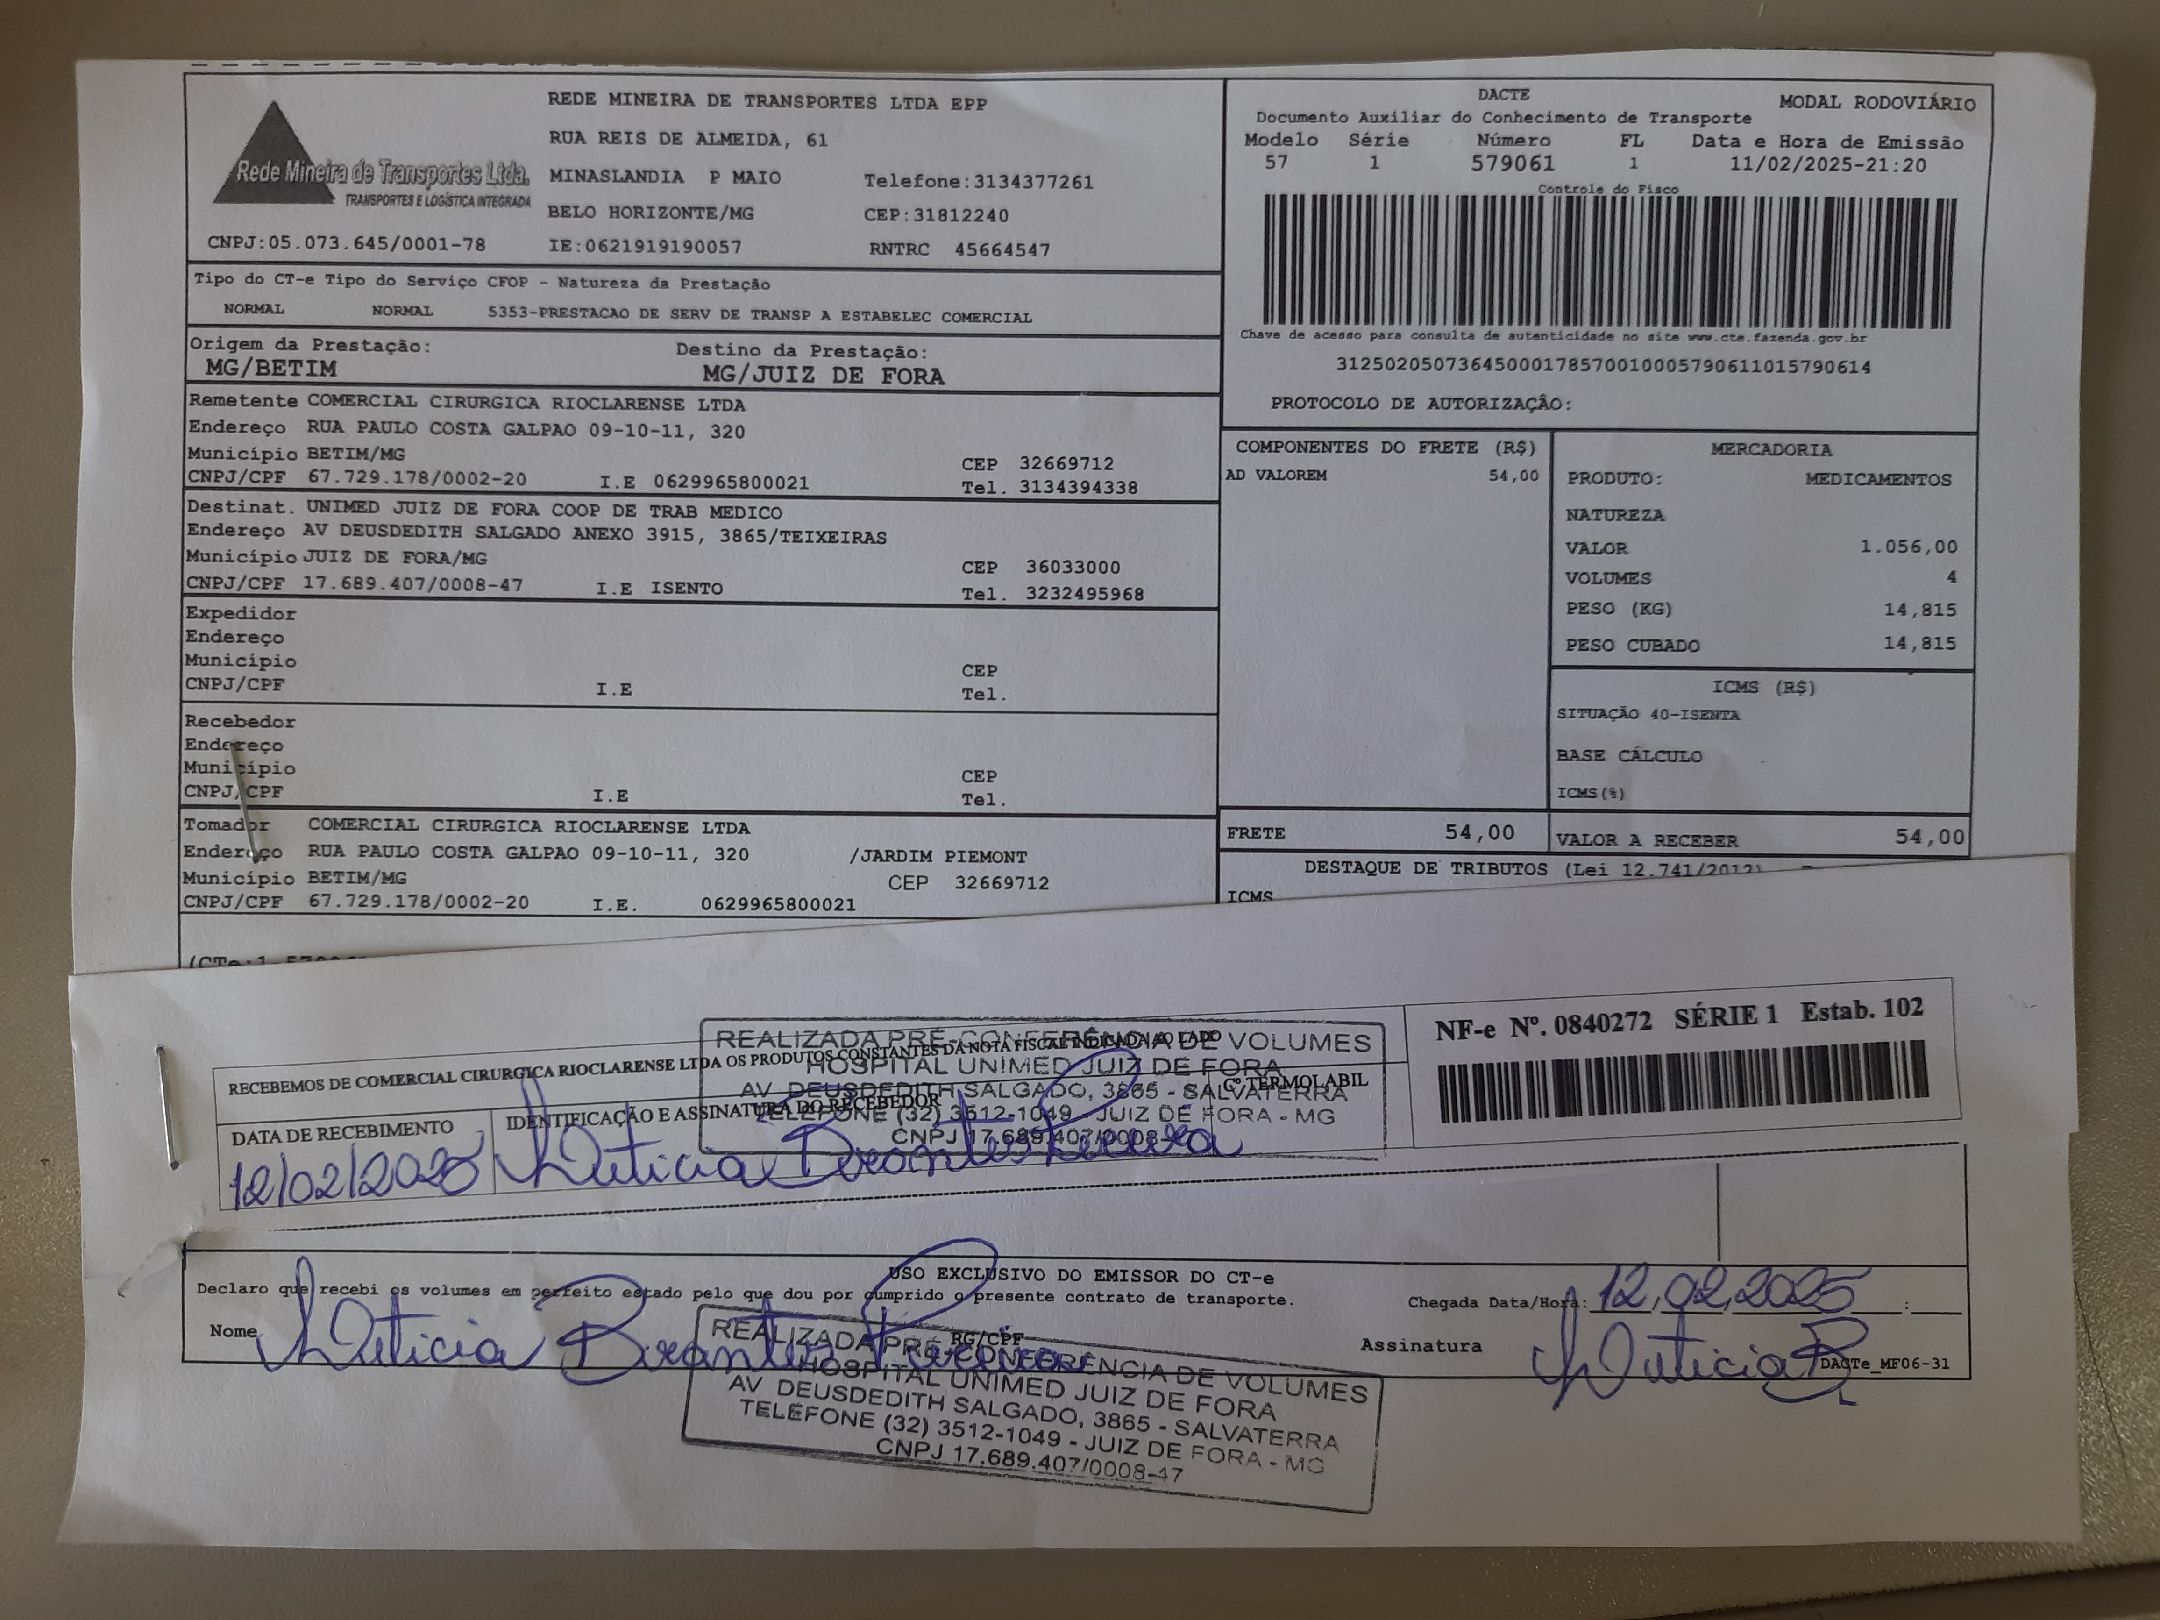 REDE MINEIRA DE TRANSPORTES LTDA EPP
RUA REIS DE ALMEIDA, 61
Rede Mineira de Transportes Ltda.
TRANSPORTES E LOGÍSTICA INTEGRADA
MINASLANDIA P MAIO Telefone:3134377261
BELO HORIZONTE/MG CEP:31812240
CNPJ:05.073.645/0001-78 IE:0621919190057 RNTRC 45664547
DACTE MODAL RODOVIÁRIO
Documento Auxiliar do Conhecimento de Transporte
Modelo Série Número FL Data e Hora de Emissão
57 1 579061 1 11/02/2025-21:20
Controle do Fisco
Chave de acesso para consulta de autenticidade no site www.cte.fazenda.gov.br
31250205073645000178570010005790611015790614
PROTOCOLO DE AUTORIZAÇÂO:
Tipo do CT-e Tipo do Serviço CFOP - Natureza da Prestação
NORMAL NORMAL 5353-PRESTACAO DE SERV DE TRANSP A ESTABELEC COMERCIAL
Origem da Prestação: Destino da Prestação:
MG/BETIM MG/JUIZ DE FORA
Remetente COMERCIAL CIRURGICA RIOCLARENSE LTDA
Endereço RUA PAULO COSTA GALPAO 09-10-11, 320
Município BETIM/MG CEP 32669712
CNPJ/CPF 67.729.178/0002-20 I.E 0629965800021 Tel. 3134394338
Destinat. UNIMED JUIZ DE FORA COOP DE TRAB MEDICO
Endereço AV DEUSDEDITH SALGADO ANEXO 3915, 3865/TEIXEIRAS
Município JUIZ DE FORA/MG CEP 36033000
CNPJ/CPF 17.689.407/0008-47 I.E ISENTO Tel. 3232495968
Expedidor
Endereço
Município CEP
CNPJ/CPF I.E Tel.
Recebedor
Endereço
Município CEP
CNPJ/CPF I.E Tel.
Tomador COMERCIAL CIRURGICA RIOCLARENSE LTDA
Endereço RUA PAULO COSTA GALPAO 09-10-11, 320 /JARDIM PIEMONT
Município BETIM/MG CEP 32669712
CNPJ/CPF 67.729.178/0002-20 I.E. 0629965800021
COMPONENTES DO FRETE (R$)
AD VALOREM 54,00
MERCADORIA
PRODUTO: MEDICAMENTOS
NATUREZA
VALOR 1.056,00
VOLUMES 4
PESO (KG) 14,815
PESO CUBADO 14,815
ICMS (R$)
SITUAÇÃO 40-ISENTA
BASE CÁLCULO
ICMS(%)
FRETE 54,00 VALOR A RECEBER 54,00
DESTAQUE DE TRIBUTOS (Lei 12.741/2012)
ICMS
RECEBEMOS DE COMERCIAL CIRURGICA RIOCLARENSE LTDA OS PRODUTOS CONSTANTES DA NOTA FISCAL INDICADA AO LADO
Cº TERMOLABIL
DATA DE RECEBIMENTO IDENTIFICAÇÃO E ASSINATURA DO RECEBEDOR
12/02/2025 Leticia Brantes Pereira
REALIZADA PRÉ-CONFERÊNCIA DE VOLUMES
HOSPITAL UNIMED JUIZ DE FORA
AV DEUSDEDITH SALGADO, 3865 - SALVATERRA
TELEFONE (32) 3512-1049 - JUIZ DE FORA - MG
CNPJ 17.689.407/0008-
NF-e Nº. 0840272 SÉRIE 1 Estab. 102
USO EXCLUSIVO DO EMISSOR DO CT-e
Declaro que recebi os volumes em perfeito estado pelo que dou por cumprido o presente contrato de transporte.
Chegada Data/Hora: 12.02.2025 :
Nome Leticia Brantes Pereira RG/CPF Assinatura Leticia B
DACTe_MF06-31
REALIZADA PRÉ-CONFERÊNCIA DE VOLUMES
HOSPITAL UNIMED JUIZ DE FORA
AV DEUSDEDITH SALGADO, 3865 - SALVATERRA
TELEFONE (32) 3512-1049 - JUIZ DE FORA - MG
CNPJ 17.689.407/0008-47